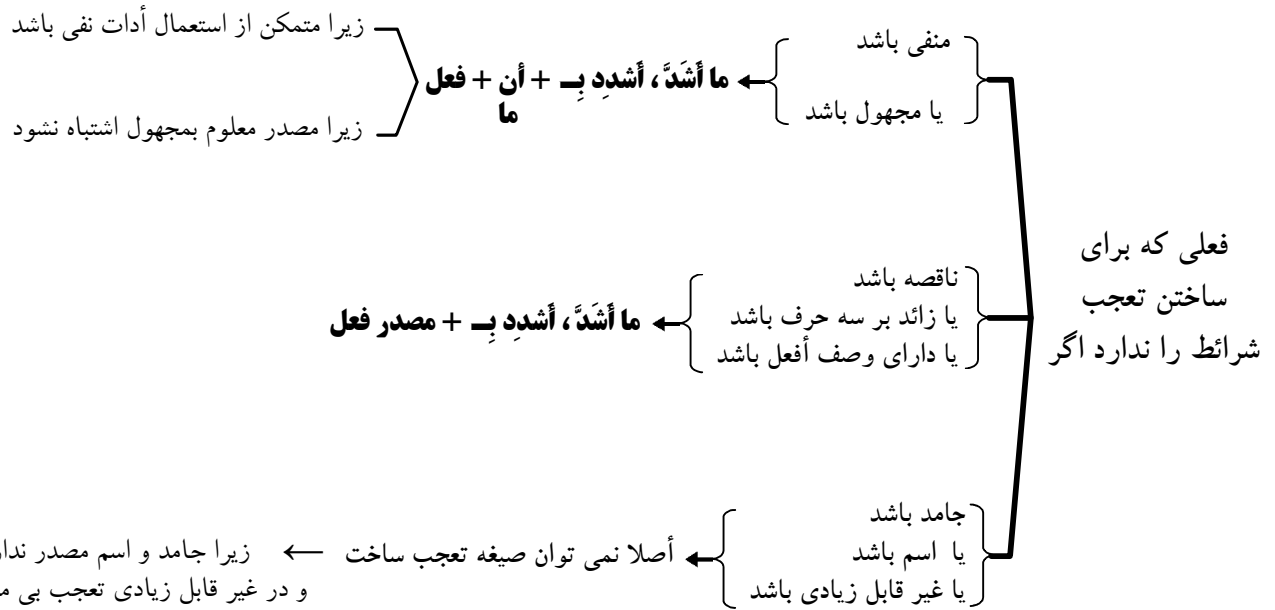 فعلی که برای
ساختن تعجب
شرائط را ندارد اگر
منفی باشد
یا مجهول باشد
ما أَشَدَّ ، أَشدِد بِـ + أن + فعل
ما
زیرا متمکن از استعمال أدات نفی باشد
زیرا مصدر معلوم بمجهول اشتباه نشود
ناقصه باشد
یا زائد بر سه حرف باشد
یا دارای وصف أفعل باشد
ما أَشَدَّ ، أَشدِد بِـ + مصدر فعل
جامد باشد
یا اسم باشد
یا غیر قابل زیادی باشد
أصلا نمی توان صیغه تعجب ساخت
زیرا جامد و اسم مصدر
و در غیر قابل زیادی تعجب بی